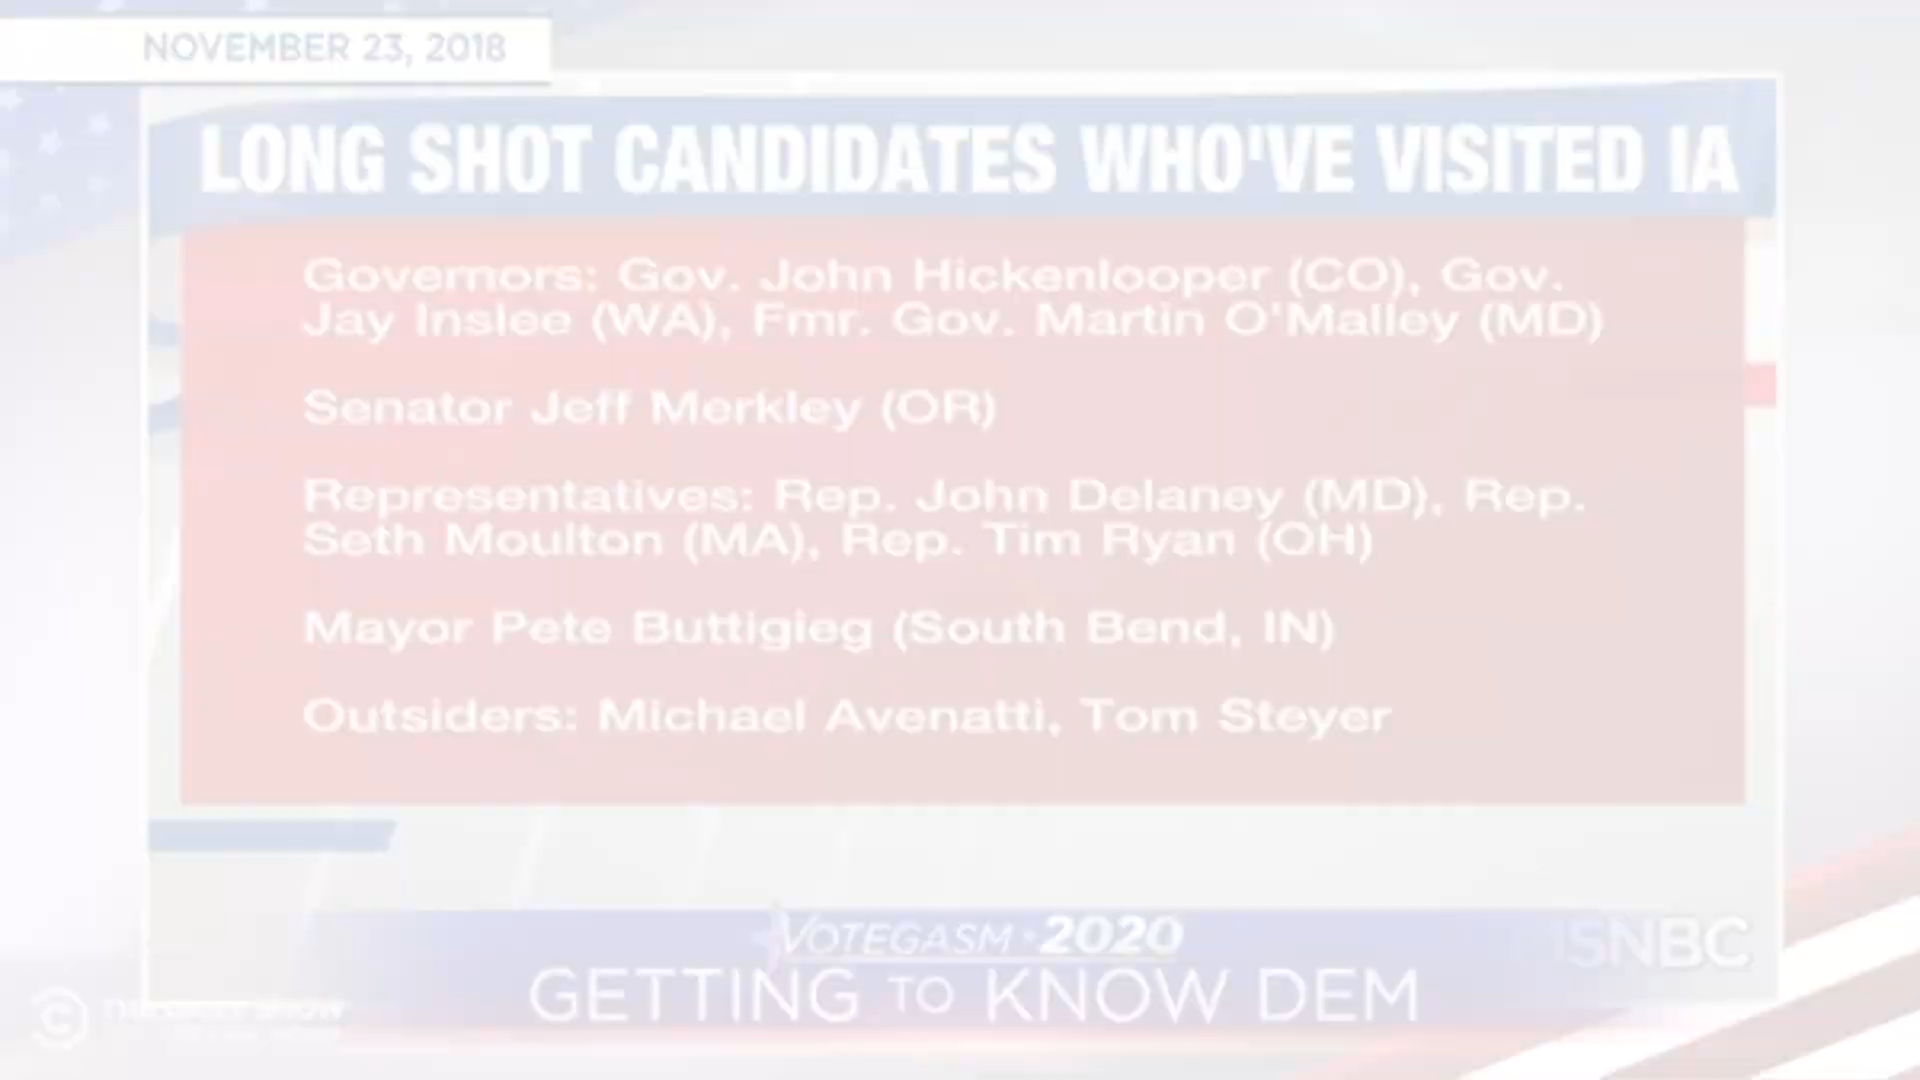 NOVEMBER 23, 2018
LONG SHOT CANDIDATES WHO'VE VISITED IA
Governors: Gov. John Hickenlooper (CO), Gov.
Jay Inslee (WA), Fmr. Gov. Martin O'Malley (MD)
Senator Jeff Merkley (OR)
Representatives: Rep. John Delaney (MD), Rep.
Seth Moulton (MA), Rep. Tim Ryan (OH)
Mayor Pete Buttigieg (South Bend, IN)
Outsiders: Michael Avenatti, Tom Steyer
VOTEGASM 2020
GETTING TO KNOW DEM
THE DAILY SHOW